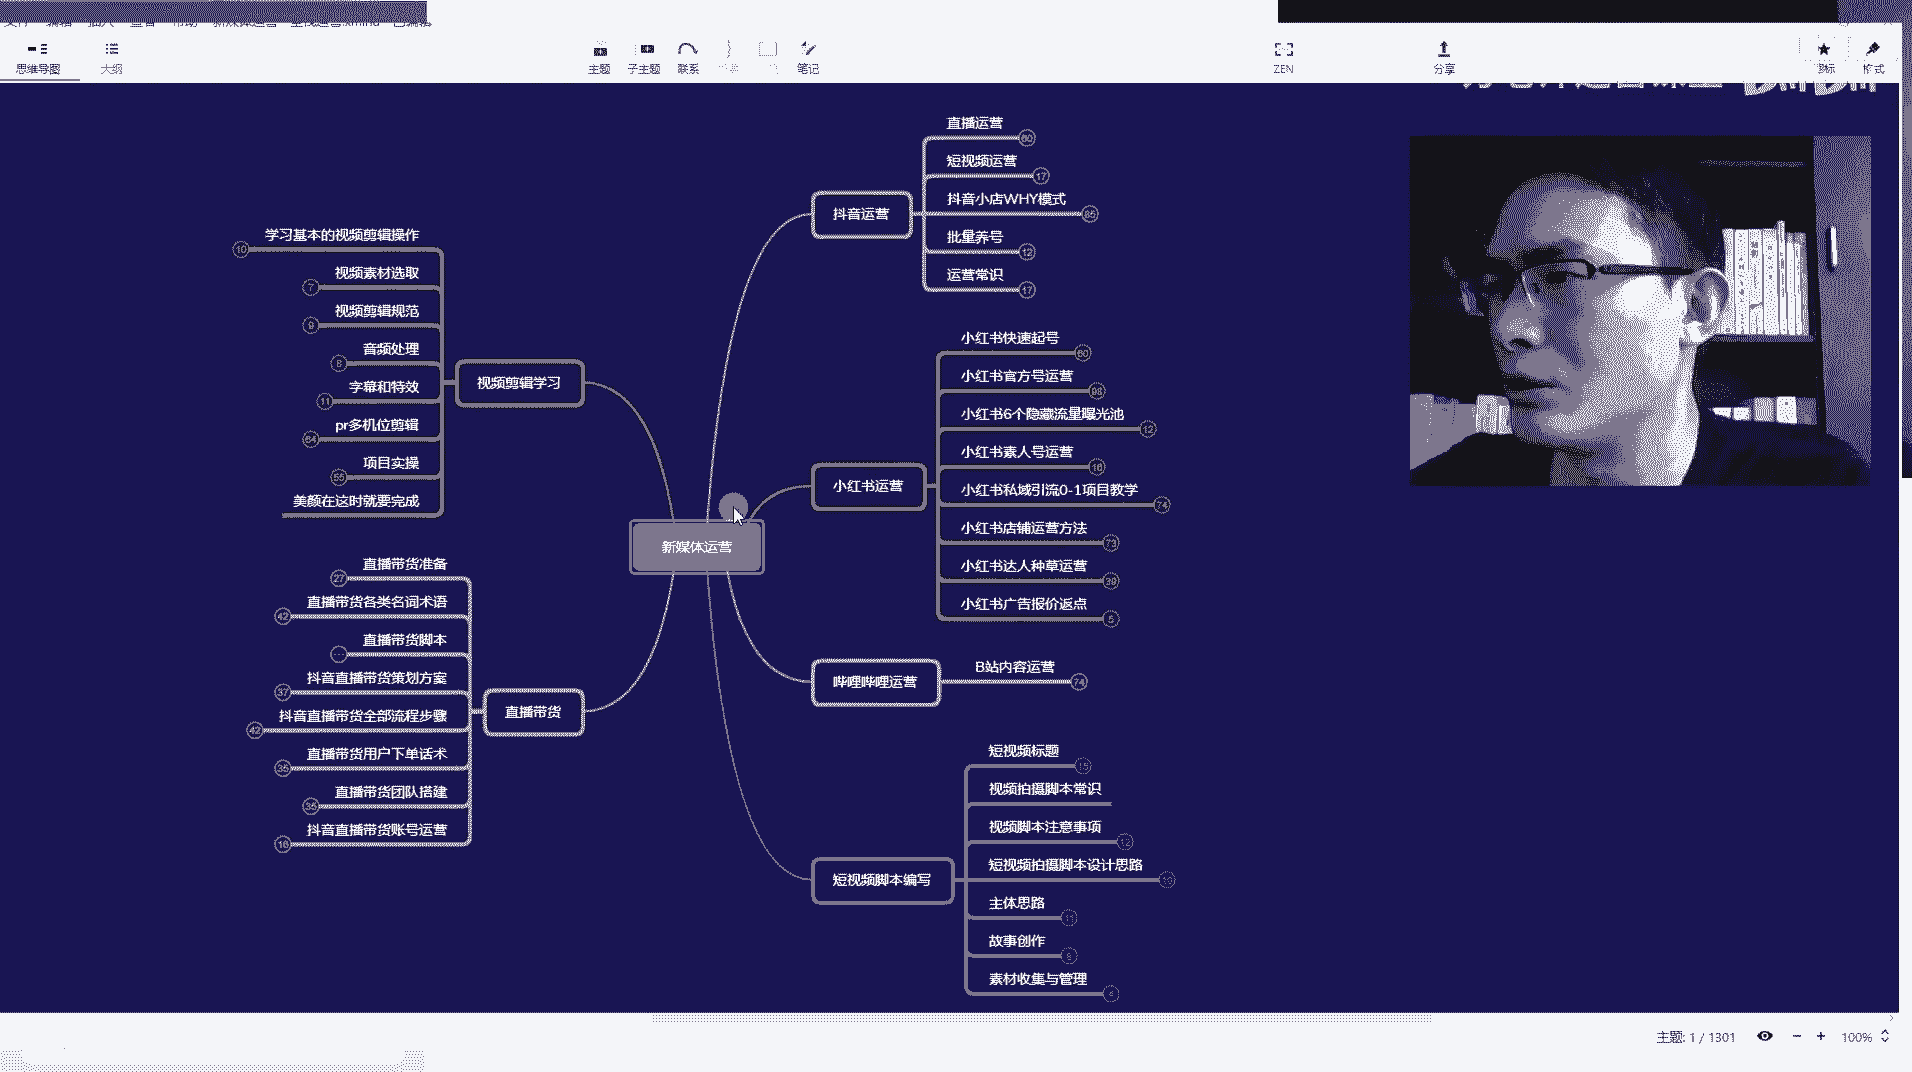 思维导图
大纲
主题
子主题
联系
笔记
ZEN
分享
格式
新媒体运营
抖音运营
直播运营
短视频运营
17
抖音小店WHY模式
85
批量养号
12
运营常识
17
小红书运营
小红书快速起号
小红书官方号运营
98
小红书6个隐藏流量曝光池
12
小红书素人号运营
16
小红书私域引流0-1项目教学
74
小红书店铺运营方法
73
小红书达人种草运营
39
小红书广告报价返点
5
哔哩哔哩运营
B站内容运营
74
短视频脚本编写
短视频标题
15
视频拍摄脚本常识
视频脚本注意事项
12
短视频拍摄脚本设计思路
主体思路
11
故事创作
素材收集与管理
视频剪辑学习
学习基本的视频剪辑操作
10
视频素材选取
7
视频剪辑规范
9
音频处理
8
字幕和特效
11
pr多机位剪辑
64
项目实操
55
美颜在这时就要完成
直播带货
直播带货准备
27
直播带货各类名词术语
42
直播带货脚本
抖音直播带货策划方案
37
抖音直播带货全部流程步骤
42
直播带货用户下单话术
35
直播带货团队搭建
35
抖音直播带货账号运营
16
主题: 1 / 1301
100%